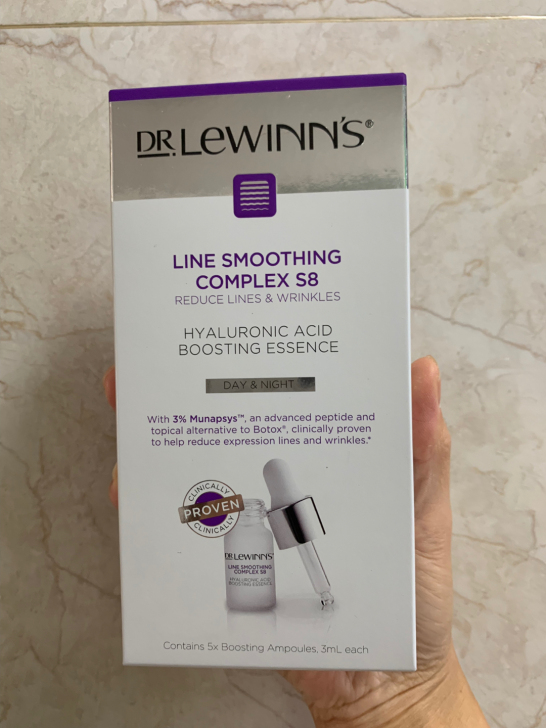 DR. LEWINN'S®
LINE SMOOTHING
COMPLEX S8
REDUCE LINES & WRINKLES
HYALURONIC ACID
BOOSTING ESSENCE
DAY & NIGHT
With 3% Munapsys™, an advanced peptide and
topical alternative to Botox®, clinically proven
to help reduce expression lines and wrinkles.*
CLINICALLY
PROVEN
CLINICALLY
DR. LEWINN'S®
LINE SMOOTHING
COMPLEX S8
HYALURONIC ACID
BOOSTING ESSENCE
Contains 5x Boosting Ampoules, 3mL each